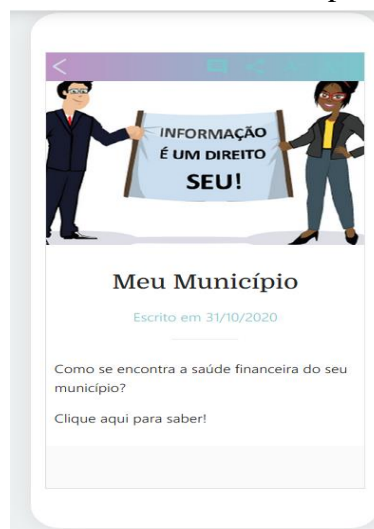 INFORMAÇÃO
É UM DIREITO
SEU!
Meu Município
Escrito em 31/10/2020
Como se encontra a saúde financeira do seu
município?
Clique aqui para saber!